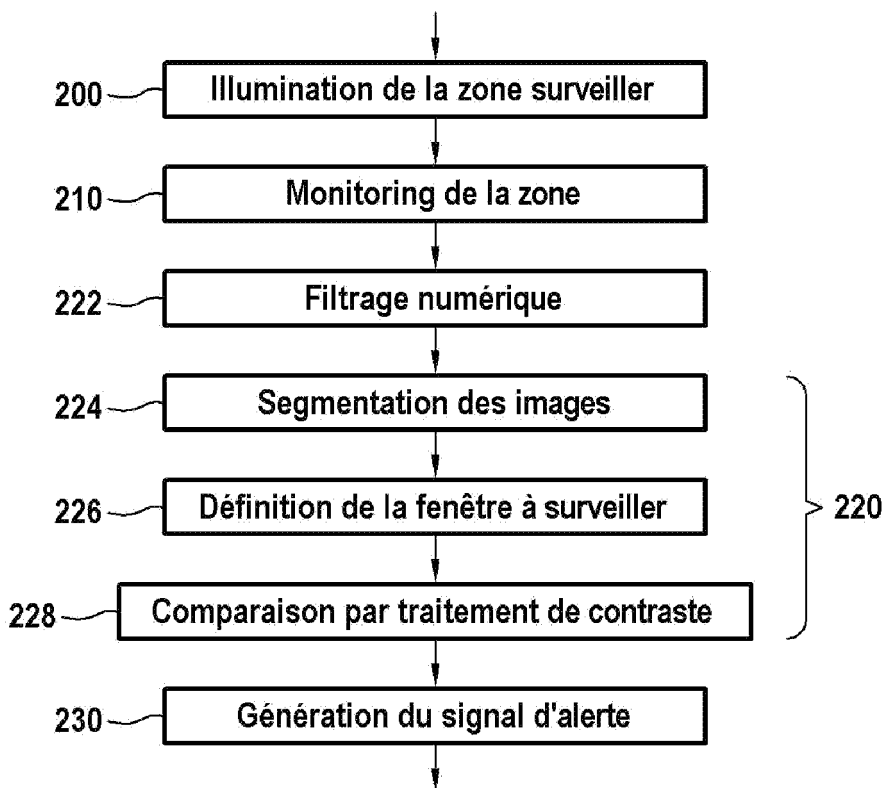 200 Illumination de la zone surveiller
210 Monitoring de la zone
222 Filtrage numérique
224 Segmentation des images
226 Définition de la fenêtre à surveiller
220
228 Comparaison par traitement de contraste
230 Génération du signal d'alerte